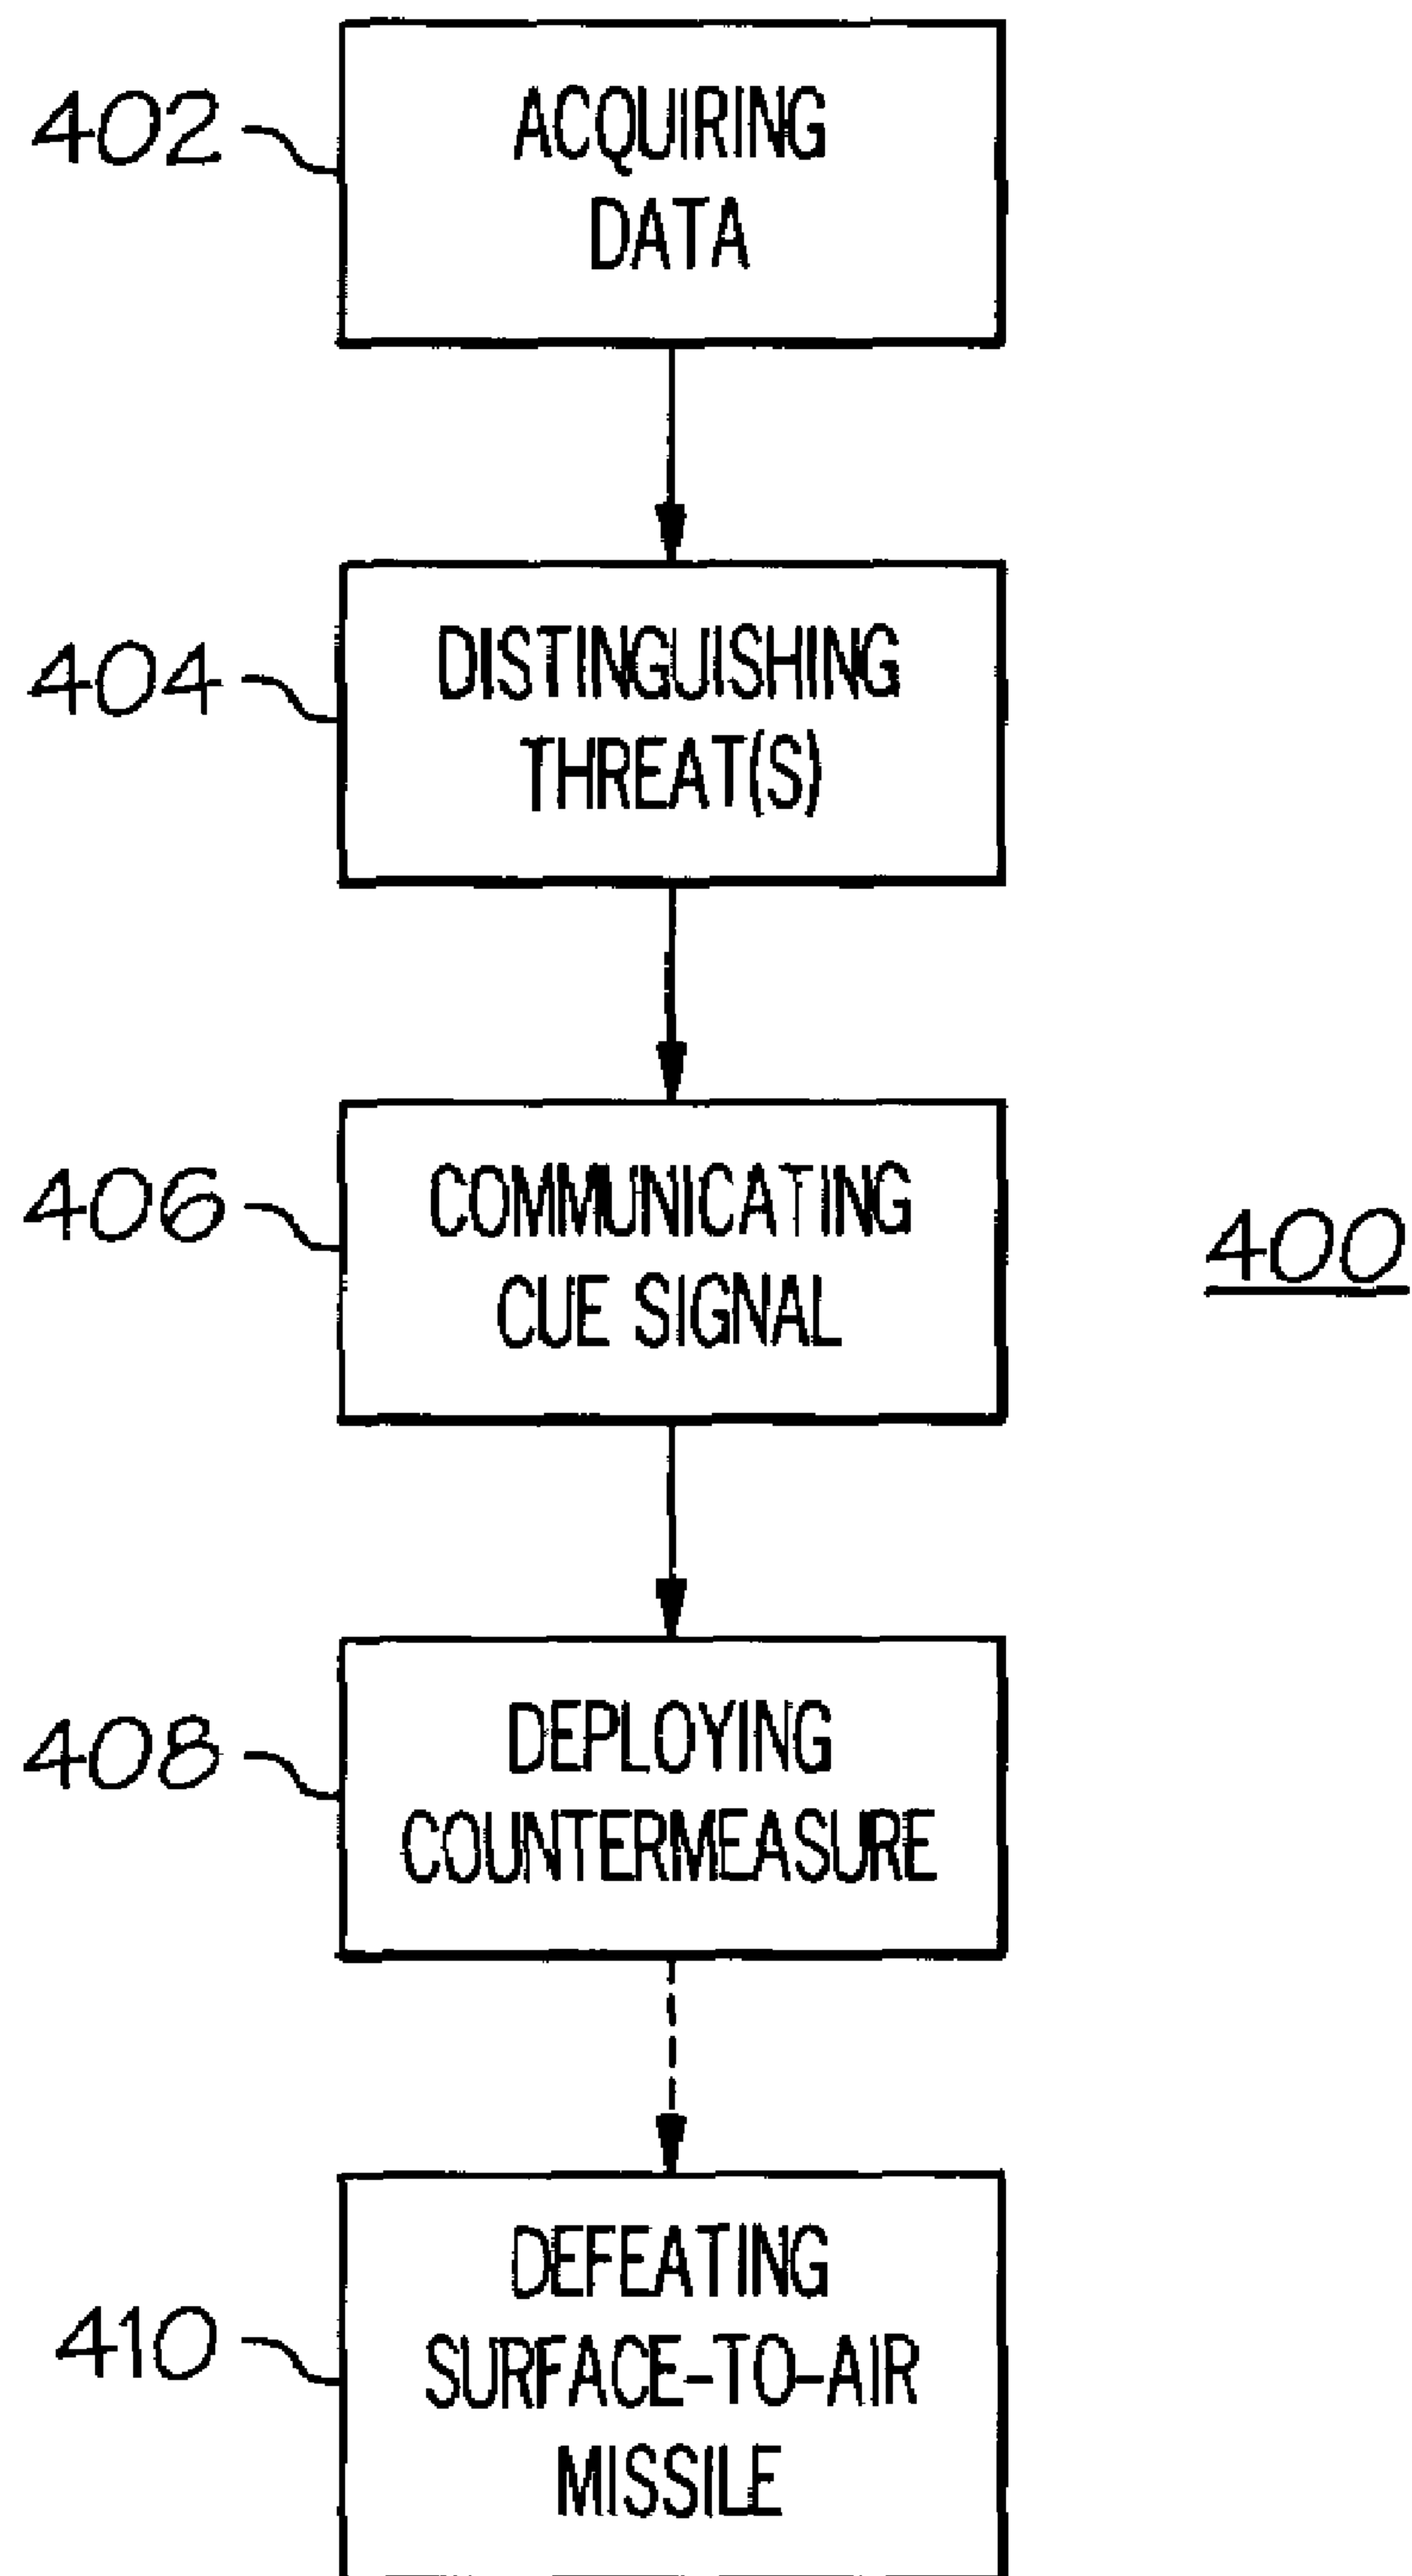 402
ACQUIRING
DATA
404
DISTINGUISHING
THREAT(S)
406
COMMUNICATING
CUE SIGNAL
400
408
DEPLOYING
COUNTERMEASURE
410
DEFEATING
SURFACE-TO-AIR
MISSILE